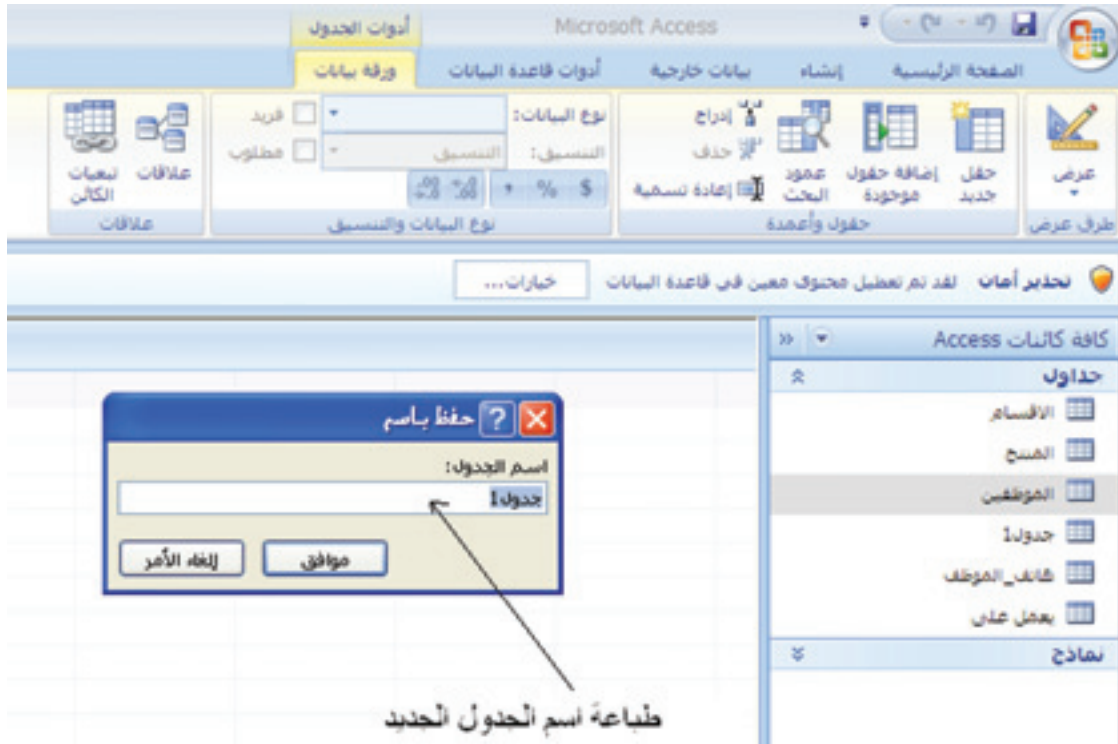 Microsoft Access
أدوات الجدول
الصفحة الرئيسية
إنشاء
بيانات خارجية
أدوات قاعدة البيانات
ورقة بيانات
عرض
حقل جديد
إضافة حقول موجودة
عمود البحث
إدراج
حذف
إعادة تسمية
نوع البيانات:
التنسيق: التنسيق
$ % ,
فريد
مطلوب
علاقات
تبعيات الكائن
طرق عرض
حقول وأعمدة
نوع البيانات والتنسيق
علاقات
تحذير أمان لقد تم تعطيل محتوى معين في قاعدة البيانات
خيارات...
كافة كائنات Access
جداول
الاقسام
المنتج
الموظفين
جدول1
هاتف_الموظف
يعمل على
نماذج
حفظ باسم
اسم الجدول:
جدول1
موافق
إلغاء الأمر
طباعة اسم الجدول الجديد